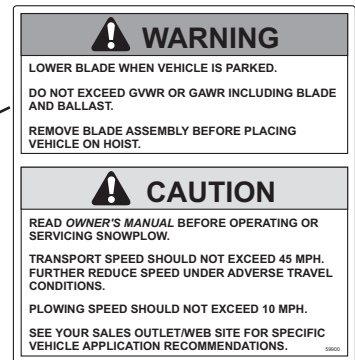 WARNING
LOWER BLADE WHEN VEHICLE IS PARKED.
DO NOT EXCEED GVWR OR GAWR INCLUDING BLADE
AND BALLAST.
REMOVE BLADE ASSEMBLY BEFORE PLACING
VEHICLE ON HOIST.
CAUTION
READ OWNER'S MANUAL BEFORE OPERATING OR
SERVICING SNOWPLOW.
TRANSPORT SPEED SHOULD NOT EXCEED 45 MPH.
FURTHER REDUCE SPEED UNDER ADVERSE TRAVEL
CONDITIONS.
PLOWING SPEED SHOULD NOT EXCEED 10 MPH.
SEE YOUR SALES OUTLET/WEB SITE FOR SPECIFIC
VEHICLE APPLICATION RECOMMENDATIONS. 59900